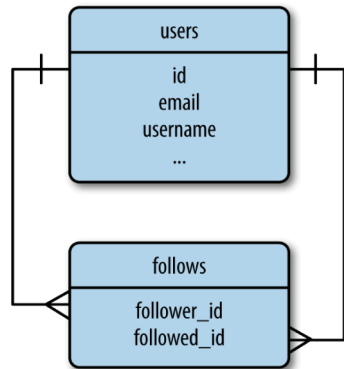 users
id
email
username
...
follows
follower_id
followed_id